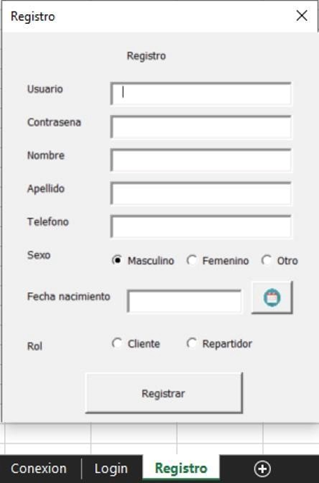 Registro
Registro
Usuario
Contrasena
Nombre
Apellido
Telefono
Sexo Masculino Femenino Otro
Fecha nacimiento
Rol Cliente Repartidor
Registrar
Conexion Login Registro